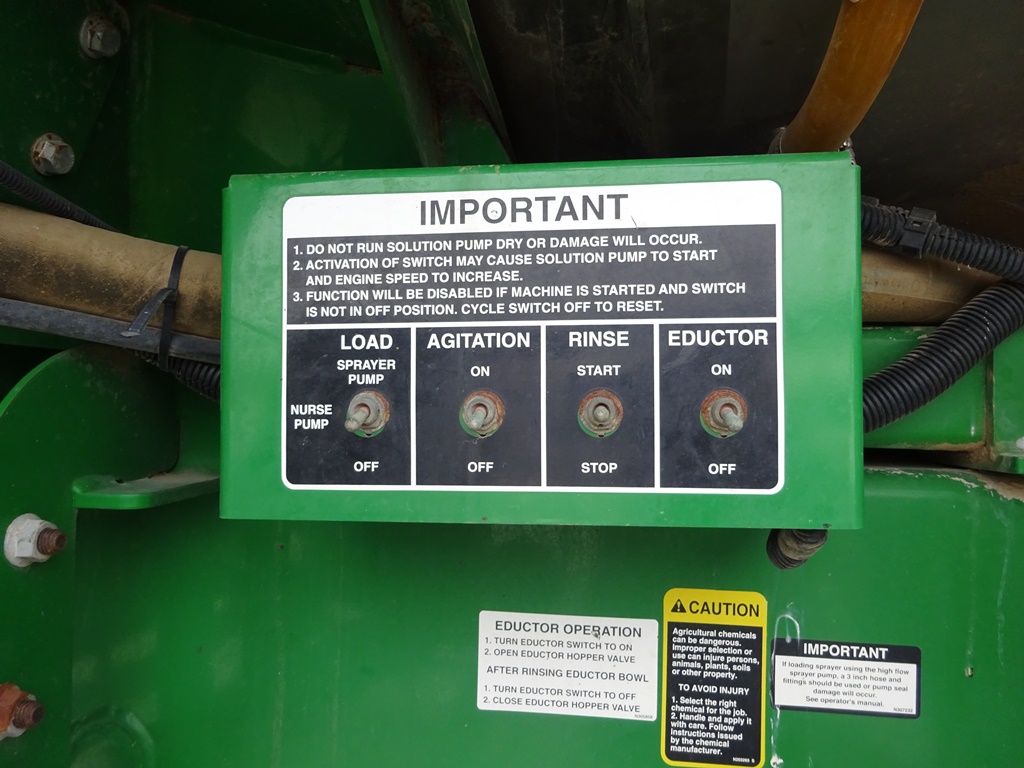 IMPORTANT
1. DO NOT RUN SOLUTION PUMP DRY OR DAMAGE WILL OCCUR.
2. ACTIVATION OF SWITCH MAY CAUSE SOLUTION PUMP TO START
AND ENGINE SPEED TO INCREASE.
3. FUNCTION WILL BE DISABLED IF MACHINE IS STARTED AND SWITCH
IS NOT IN OFF POSITION. CYCLE SWITCH OFF TO RESET.
LOAD
SPRAYER
PUMP
NURSE
PUMP
OFF
AGITATION
ON
OFF
RINSE
START
STOP
EDUCTOR
ON
OFF
EDUCTOR OPERATION
1. TURN EDUCTOR SWITCH TO ON
2. OPEN EDUCTOR HOPPER VALVE
AFTER RINSING EDUCTOR BOWL
1. TURN EDUCTOR SWITCH TO OFF
2. CLOSE EDUCTOR HOPPER VALVE
CAUTION
Agricultural chemicals
can be dangerous.
Improper selection or
use can injure persons,
animals, plants, soils
or other property.
TO AVOID INJURY
1. Select the right
chemical for the job.
2. Handle and apply it
with care. Follow
instructions issued
by the chemical
manufacturer.
IMPORTANT
If loading sprayer using the high flow
sprayer pump, a 3 inch hose and
fittings should be used or pump seal
damage will occur.
See operator's manual.